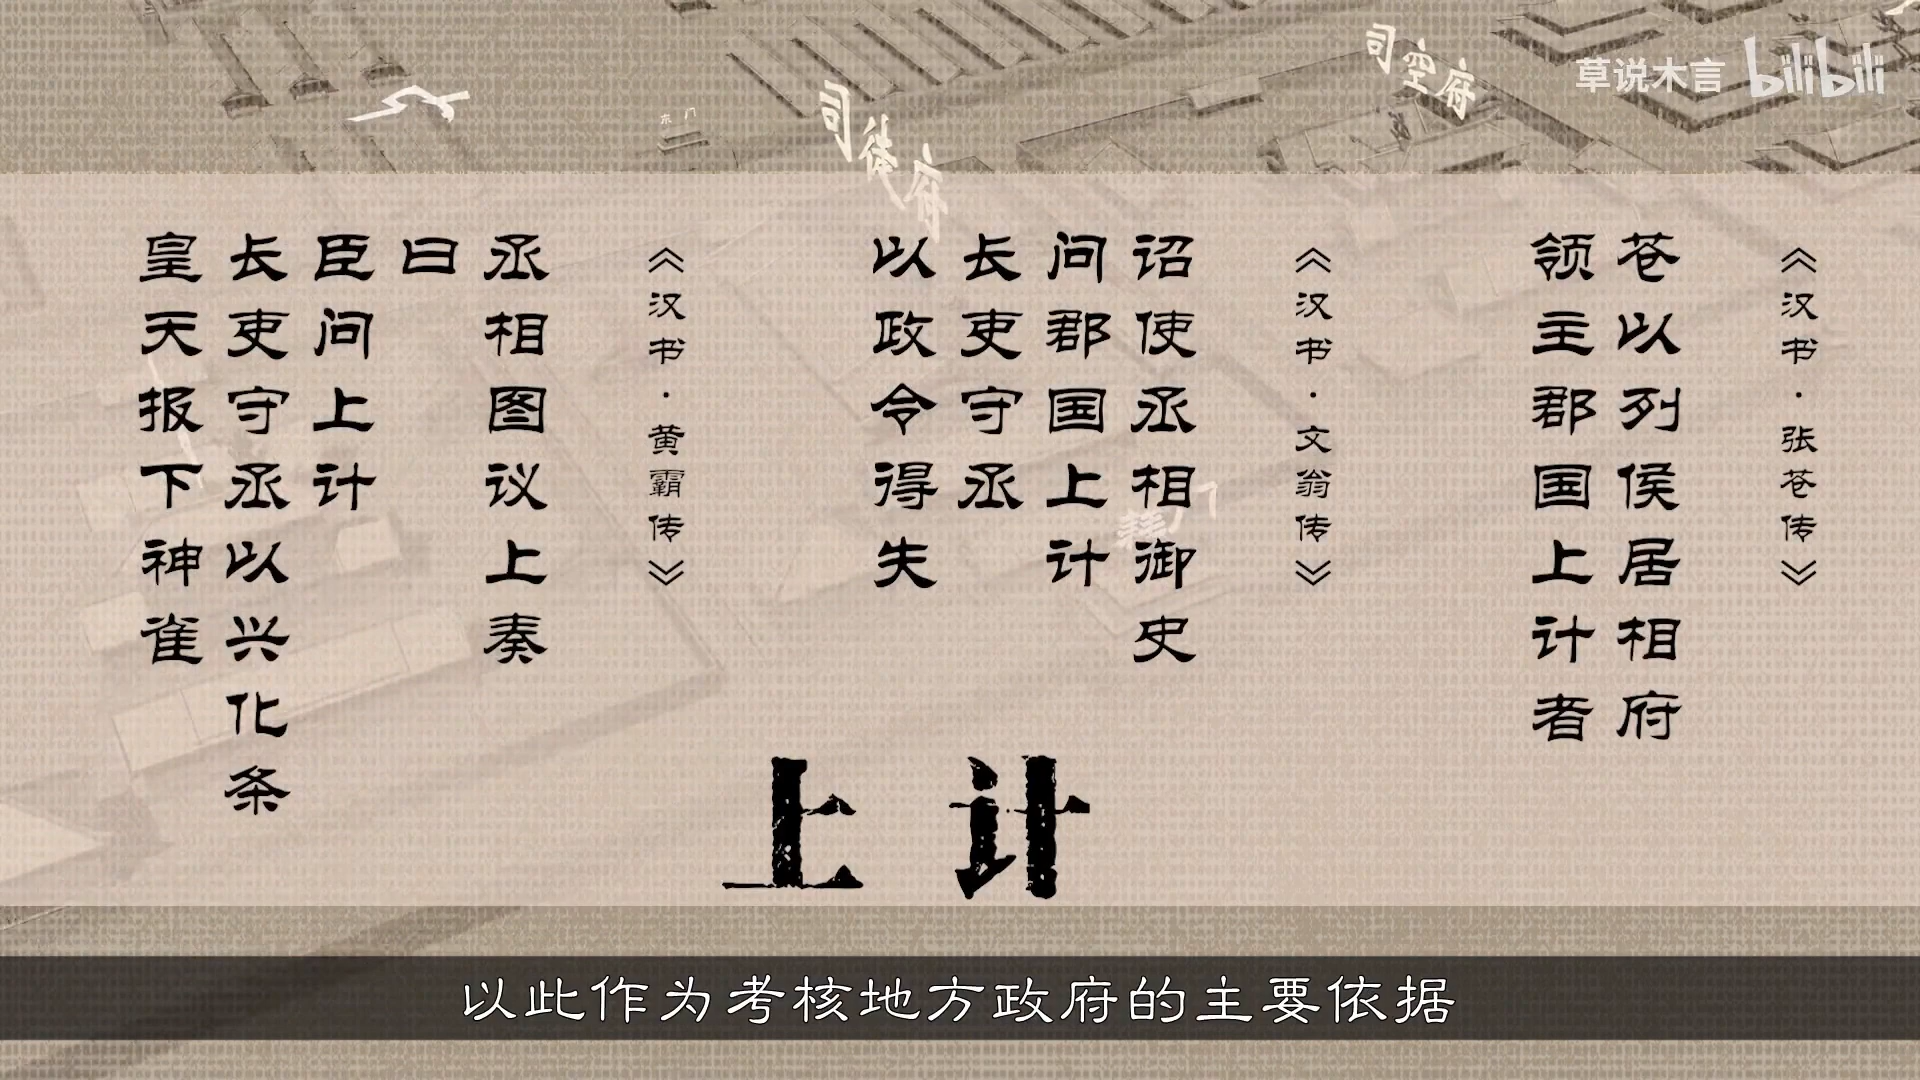 草说木言 bilibili
司空府
司徒府
《汉书·张苍传》
苍以列侯居相府
领主郡国上计者
《汉书·文翁传》
诏使丞相御史
问郡国上计
长吏守丞
以政令得失
《汉书·黄霸传》
丞相图议上奏
曰
臣问上计
长吏守丞以兴化条
皇天报下神雀
上计
以此作为考核地方政府的主要依据